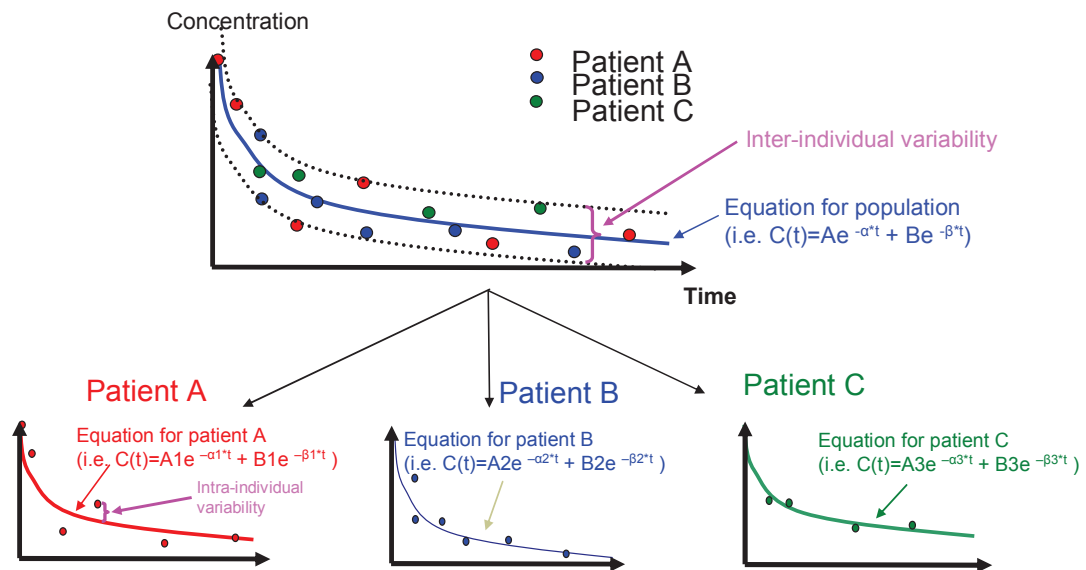 Concentration
Patient A
Patient B
Patient C
Inter-individual variability
Equation for population
(i.e. C(t)=Ae -α*t + Be -β*t)
Time
Patient A
Patient B
Patient C
Equation for patient A
(i.e. C(t)=A1e -α1*t + B1e -β1*t )
Intra-individual
variability
Equation for patient B
(i.e. C(t)=A2e -α2*t + B2e -β2*t )
Equation for patient C
(i.e. C(t)=A3e -α3*t + B3e -β3*t )